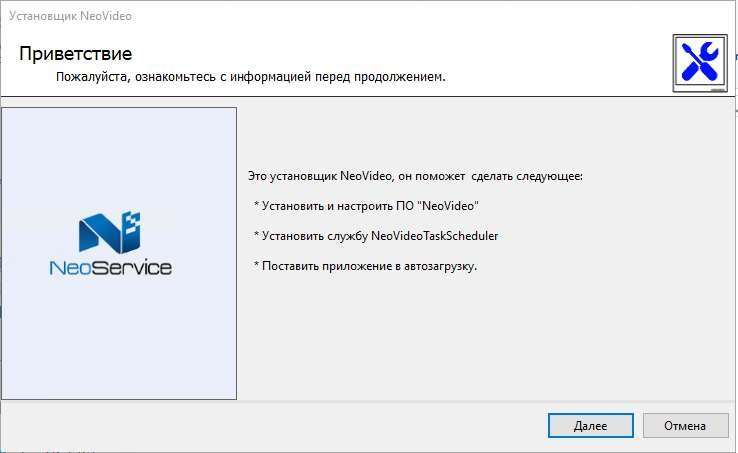 Установщик NeoVideo
Приветствие
Пожалуйста, ознакомьтесь с информацией перед продолжением.
Это установщик NeoVideo, он поможет сделать следующее:
* Установить и настроить ПО "NeoVideo"
* Установить службу NeoVideoTaskScheduler
* Поставить приложение в автозагрузку.
NeoService
Далее
Отмена